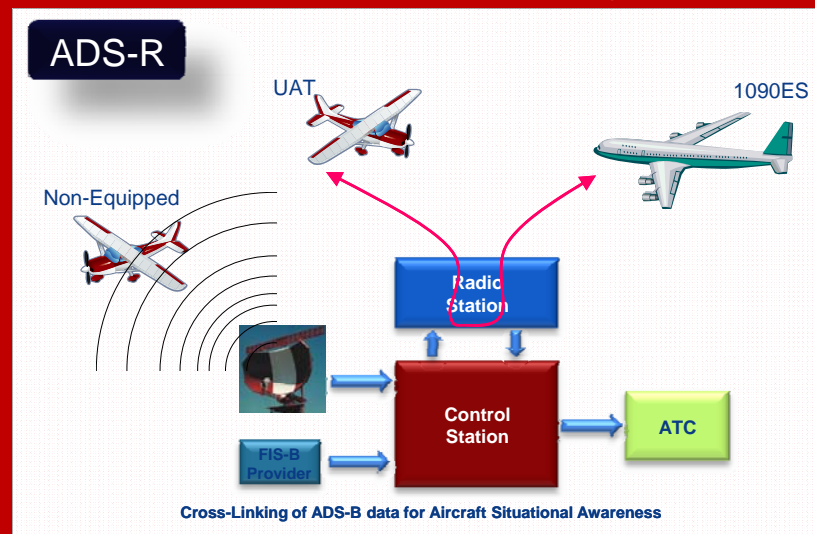 ADS-R
UAT
1090ES
Non-Equipped
Radio
Station
Control
Station
ATC
FIS-B
Provider
Cross-Linking of ADS-B data for Aircraft Situational Awareness